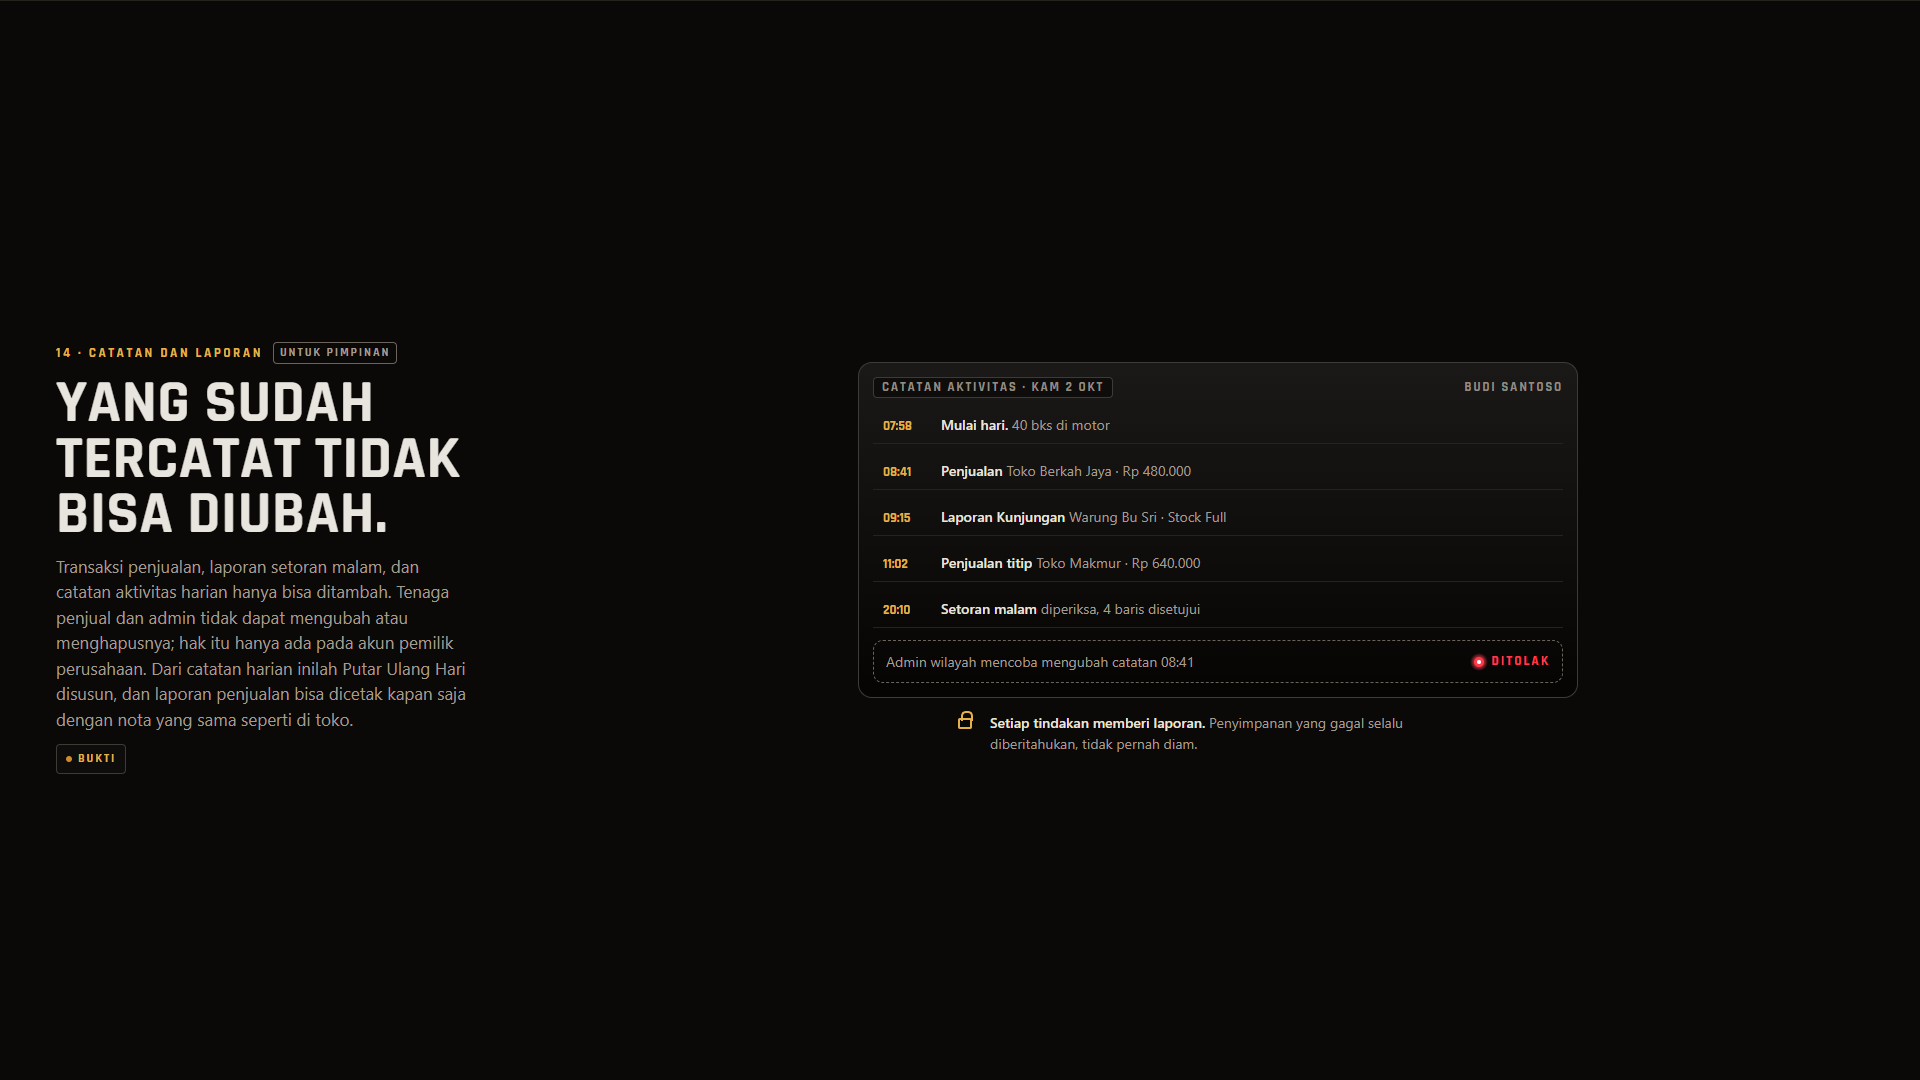 14 · CATATAN DAN LAPORAN UNTUK PIMPINAN
YANG SUDAH
TERCATAT TIDAK
BISA DIUBAH.
Transaksi penjualan, laporan setoran malam, dan
catatan aktivitas harian hanya bisa ditambah. Tenaga
penjual dan admin tidak dapat mengubah atau
menghapusnya; hak itu hanya ada pada akun pemilik
perusahaan. Dari catatan harian inilah Putar Ulang Hari
disusun, dan laporan penjualan bisa dicetak kapan saja
dengan nota yang sama seperti di toko.
BUKTI
CATATAN AKTIVITAS · KAM 2 OKT BUDI SANTOSO
07:58 Mulai hari. 40 bks di motor
08:41 Penjualan Toko Berkah Jaya · Rp 480.000
09:15 Laporan Kunjungan Warung Bu Sri · Stock Full
11:02 Penjualan titip Toko Makmur · Rp 640.000
20:10 Setoran malam diperiksa, 4 baris disetujui
Admin wilayah mencoba mengubah catatan 08:41 DITOLAK
Setiap tindakan memberi laporan. Penyimpanan yang gagal selalu
diberitahukan, tidak pernah diam.